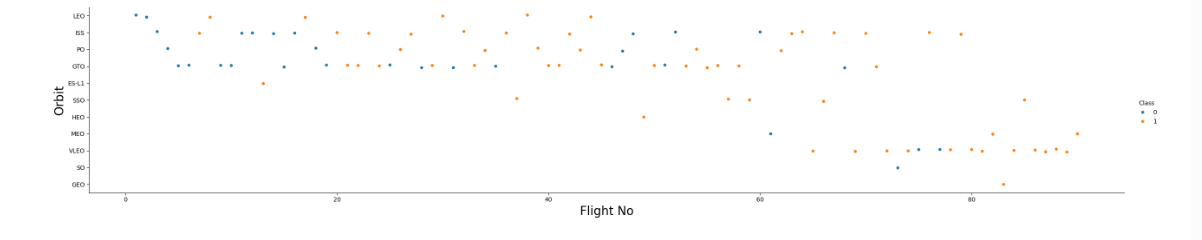 LEO
ISS
PO
GTO
ES-L1
SSO
HEO
MEO
VLEO
SO
GEO
Orbit
0 20 40 60 80
Flight No
Class
0
1